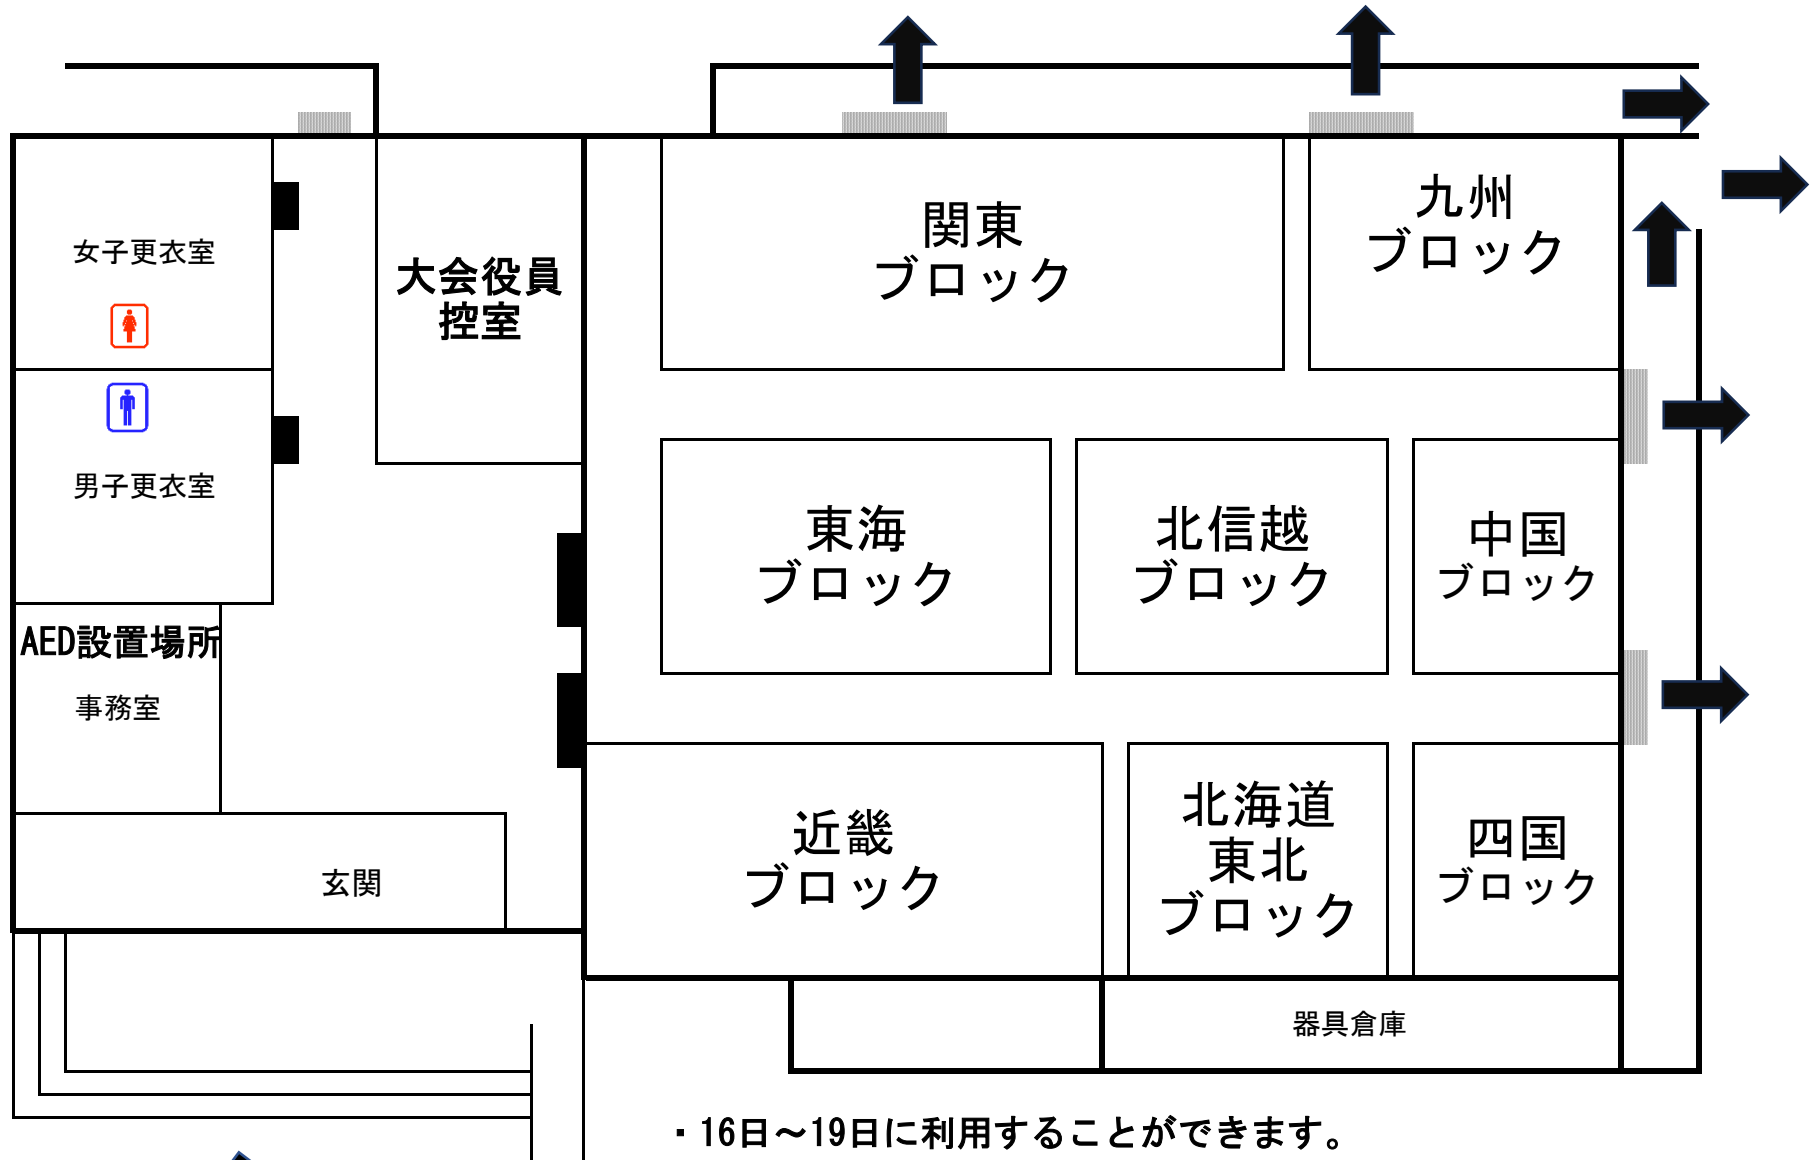 女子更衣室
大会役員
控室
関東
ブロック
九州
ブロック
男子更衣室
東海
ブロック
北信越
ブロック
中国
ブロック
AED設置場所
事務室
近畿
ブロック
北海道
東北
ブロック
四国
ブロック
玄関
器具倉庫
・16日～19日に利用することができます。